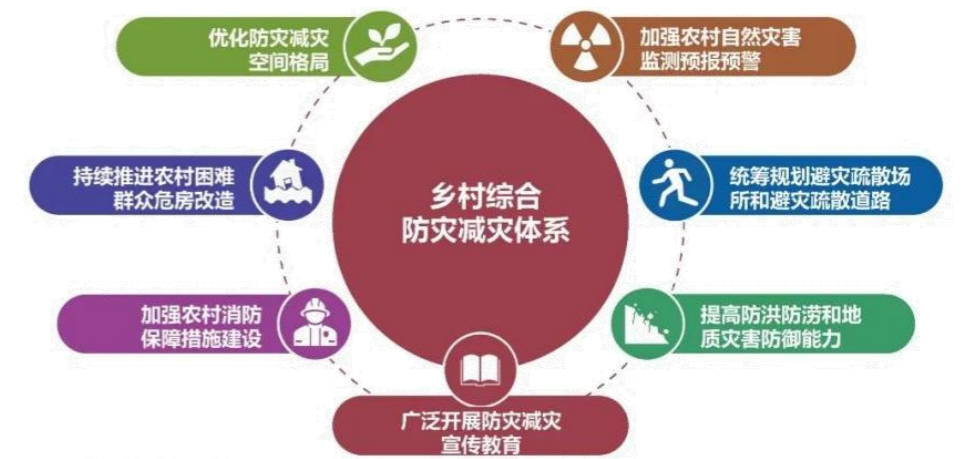 优化防灾减灾
空间格局
加强农村自然灾害
监测预报预警
持续推进农村困难
群众危房改造
乡村综合
防灾减灾体系
统筹规划避灾疏散场
所和避灾疏散道路
加强农村消防
保障措施建设
提高防洪防涝和地
质灾害防御能力
广泛开展防灾减灾
宣传教育